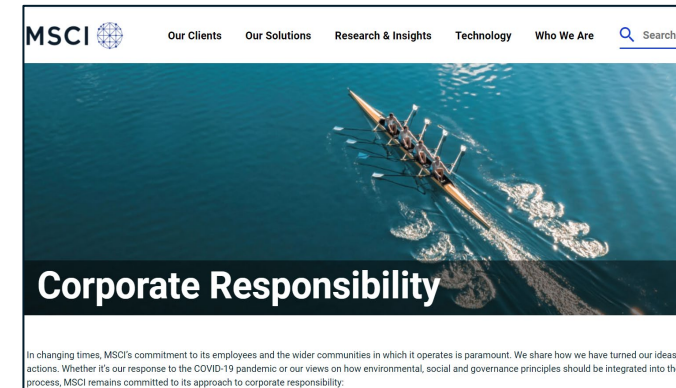 MSCI
Our Clients Our Solutions Research & Insights Technology Who We Are Search
Corporate Responsibility
In changing times, MSCI's commitment to its employees and the wider communities in which it operates is paramount. We share how we have turned our ideas
actions. Whether it's our response to the COVID-19 pandemic or our views on how environmental, social and governance principles should be integrated into th
process, MSCI remains committed to its approach to corporate responsibility: